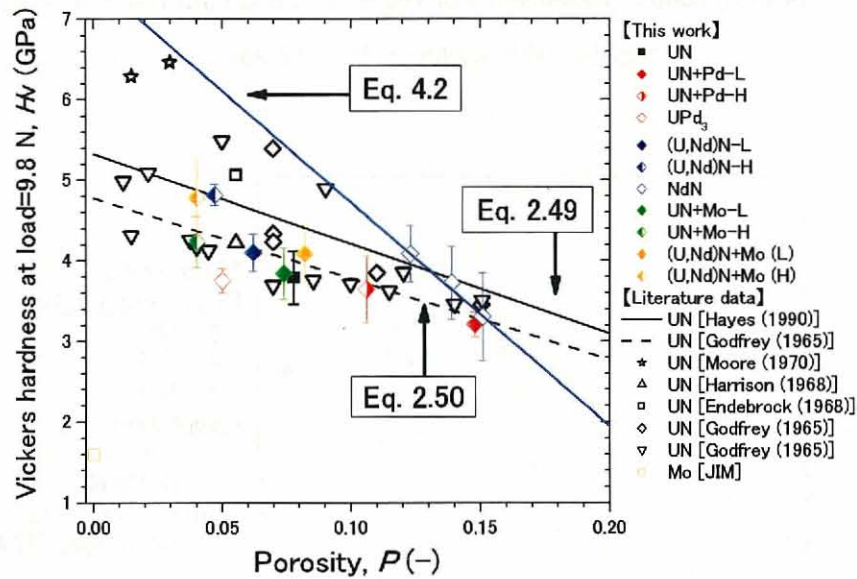 Vickers hardness at load=9.8 N, Hv (GPa)
7
6
5
4
3
2
1
0.00
0.05
0.10
0.15
0.20
Porosity, P (-)
Eq. 4.2
Eq. 2.49
Eq. 2.50
【This work】
UN
UN+Pd-L
UN+Pd-H
UPd3
(U,Nd)N-L
(U,Nd)N-H
NdN
UN+Mo-L
UN+Mo-H
(U,Nd)N+Mo (L)
(U,Nd)N+Mo (H)
【Literature data】
UN [Hayes (1990)]
UN [Godfrey (1965)]
UN [Moore (1970)]
UN [Harrison (1968)]
UN [Endebrock (1968)]
UN [Godfrey (1965)]
UN [Godfrey (1965)]
Mo [JIM]